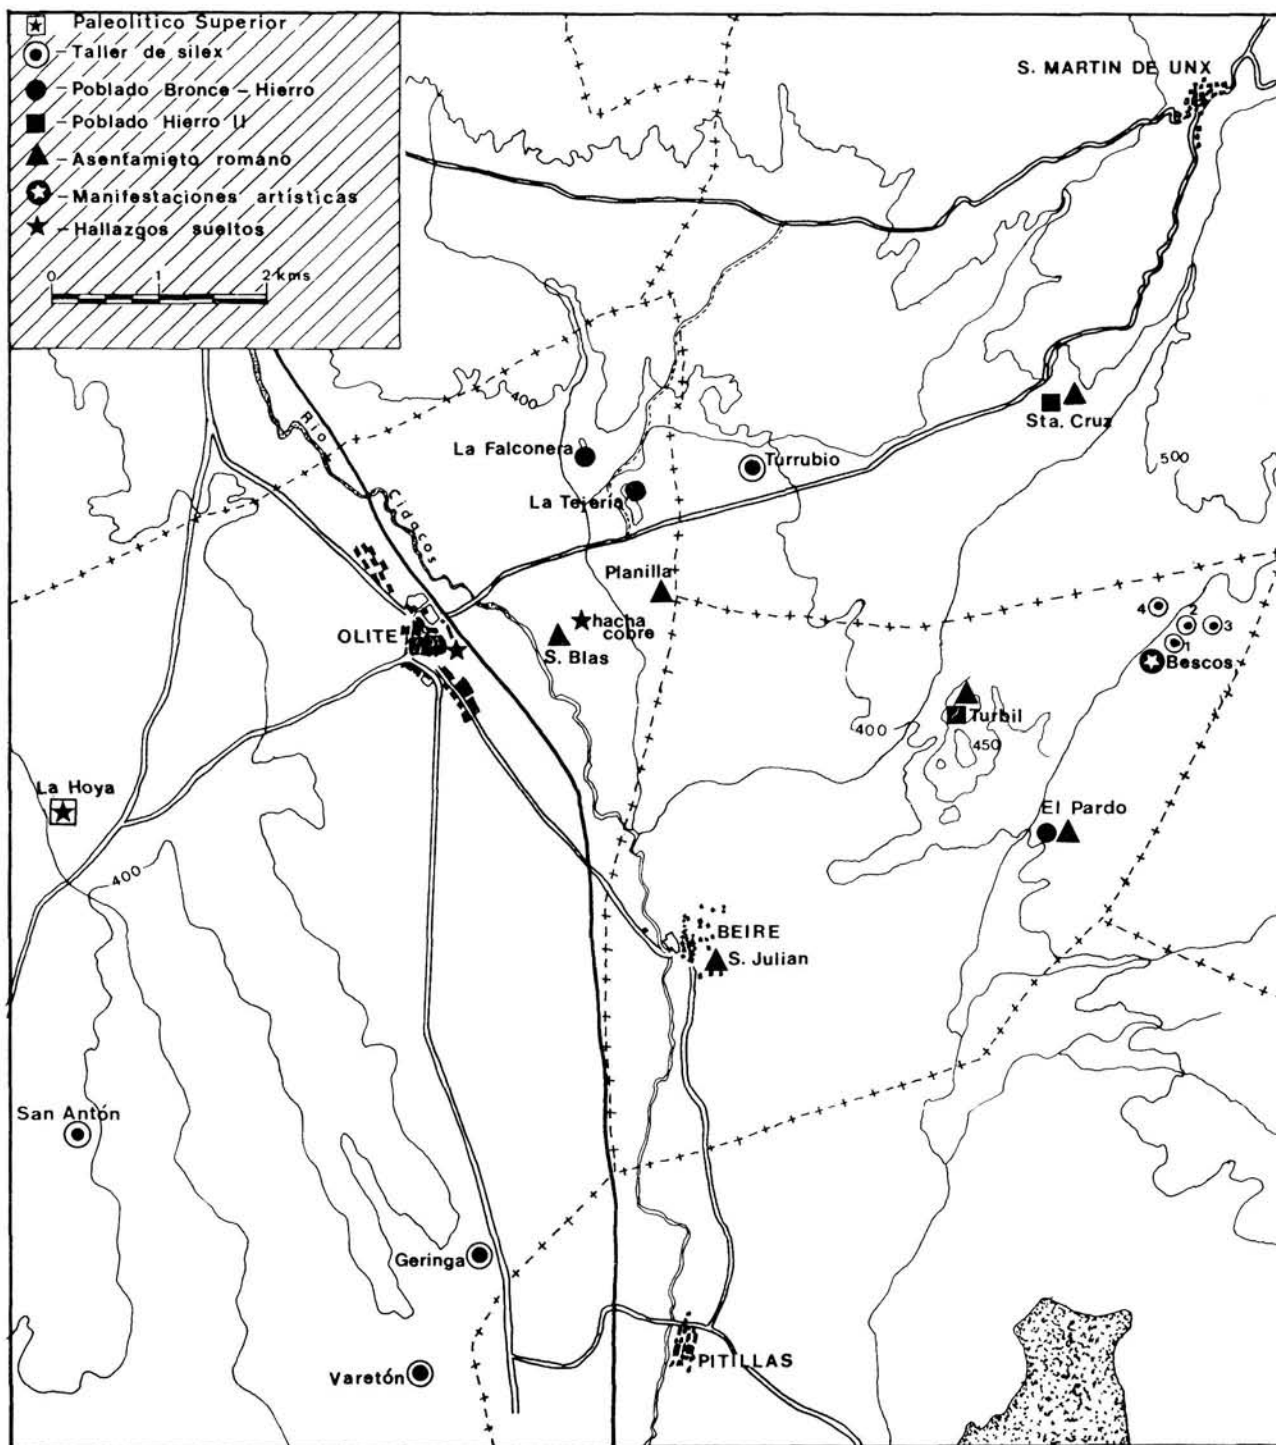 Paleolítico Superior
– Taller de silex
– Poblado Bronce – Hierro
– Poblado Hierro II
– Asentamieto romano
– Manifestaciones artísticas
– Hallazgos sueltos
0 1 2 kms
S. MARTIN DE UNX
400
Rio Cidacos
La Falconera
Turrubio
Sta. Cruz
500
La Tejería
Planilla
hacha
cobre
OLITE
S. Blas
4
2
3
1
Bescos
400
Turbil
450
La Hoya
El Pardo
400
BEIRE
S. Julian
San Antón
Geringa
Varetón
PITILLAS